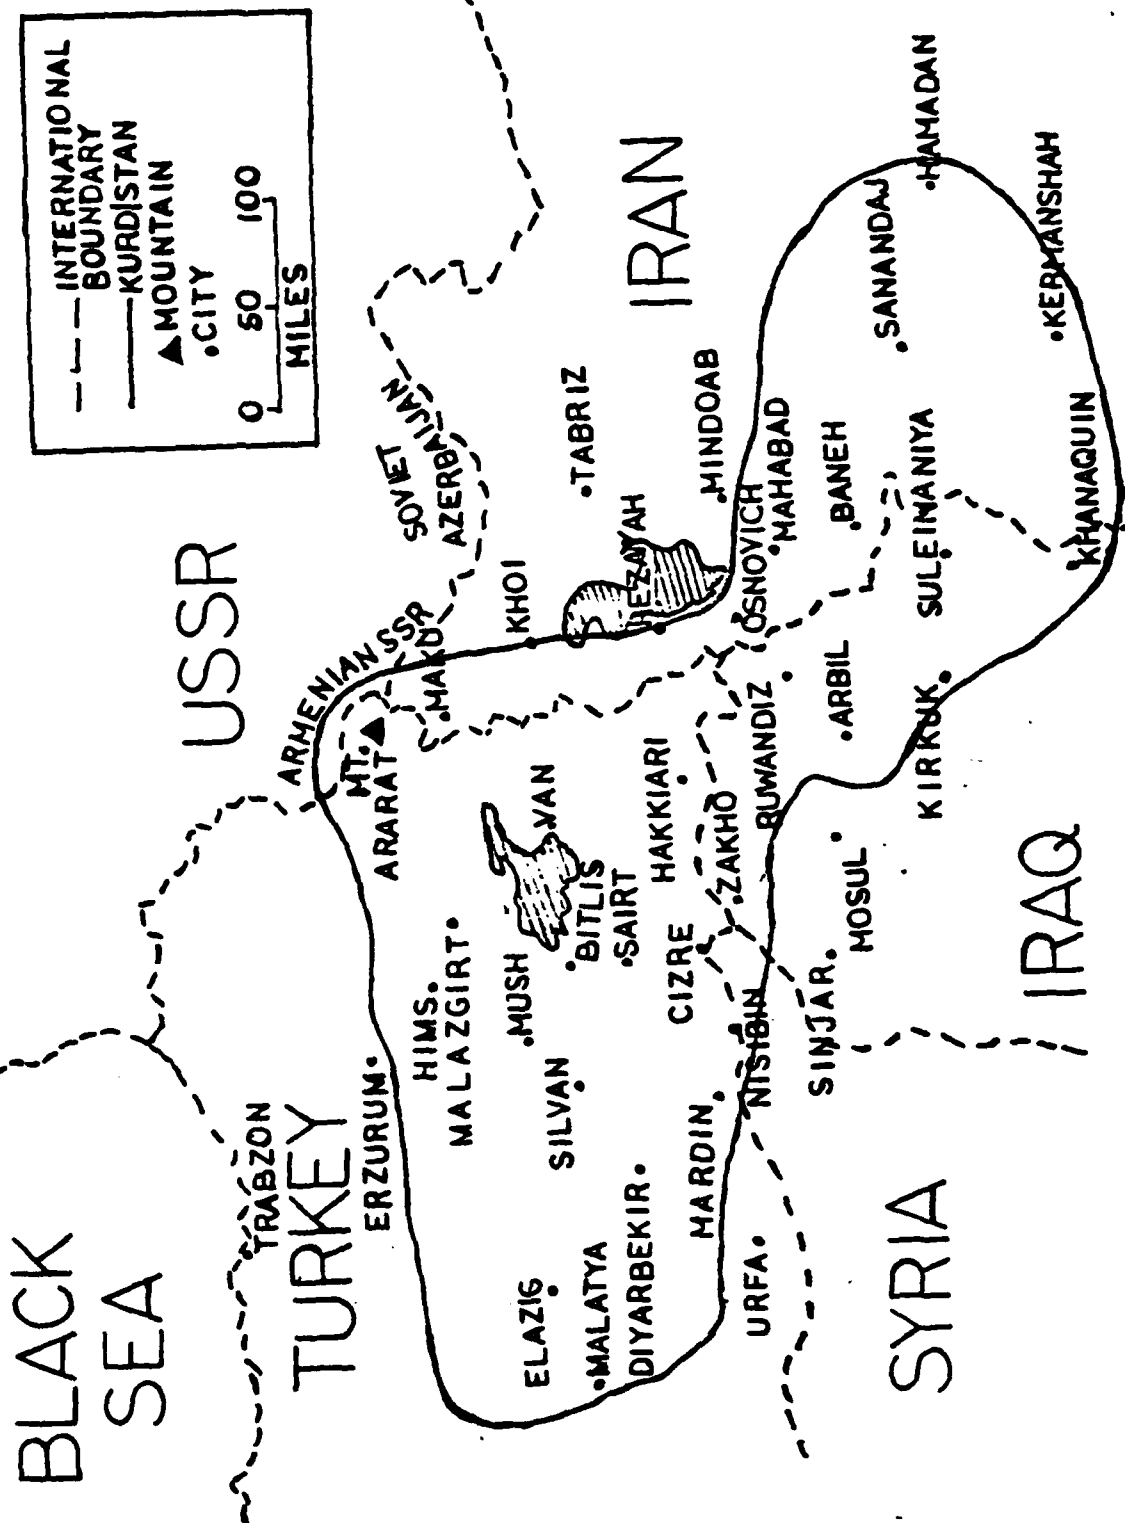 BLACK
SEA
USSR
INTERNATIONAL
BOUNDARY
KURDISTAN
MOUNTAIN
CITY
0 50 100
MILES
TRABZON
TURKEY
ERZURUM
ARMENIAN SSR
MT.
ARARAT
SOVIET
AZERBAIJAN
MAKU
HIMS
MALAZGIRT
KHOI
IRAN
ELAZIG
SILVAN
MUSH
VAN
TABRIZ
MALATYA
BITLIS
DIYARBEKIR
SAIRT
HAKKIARI
REZAYAH
MINDOAB
MARDIN
CIZRE
ZAKHO
URFA
NISIBIN
RUWANDIZ
OSNOVICH
MAHABAD
SINJAR
MOSUL
ARBIL
BANEH
SANANDAJ
HAMADAN
SYRIA
KIRKUK
SULEINANIYA
IRAQ
KHANAQUIN
KERMANSHAH